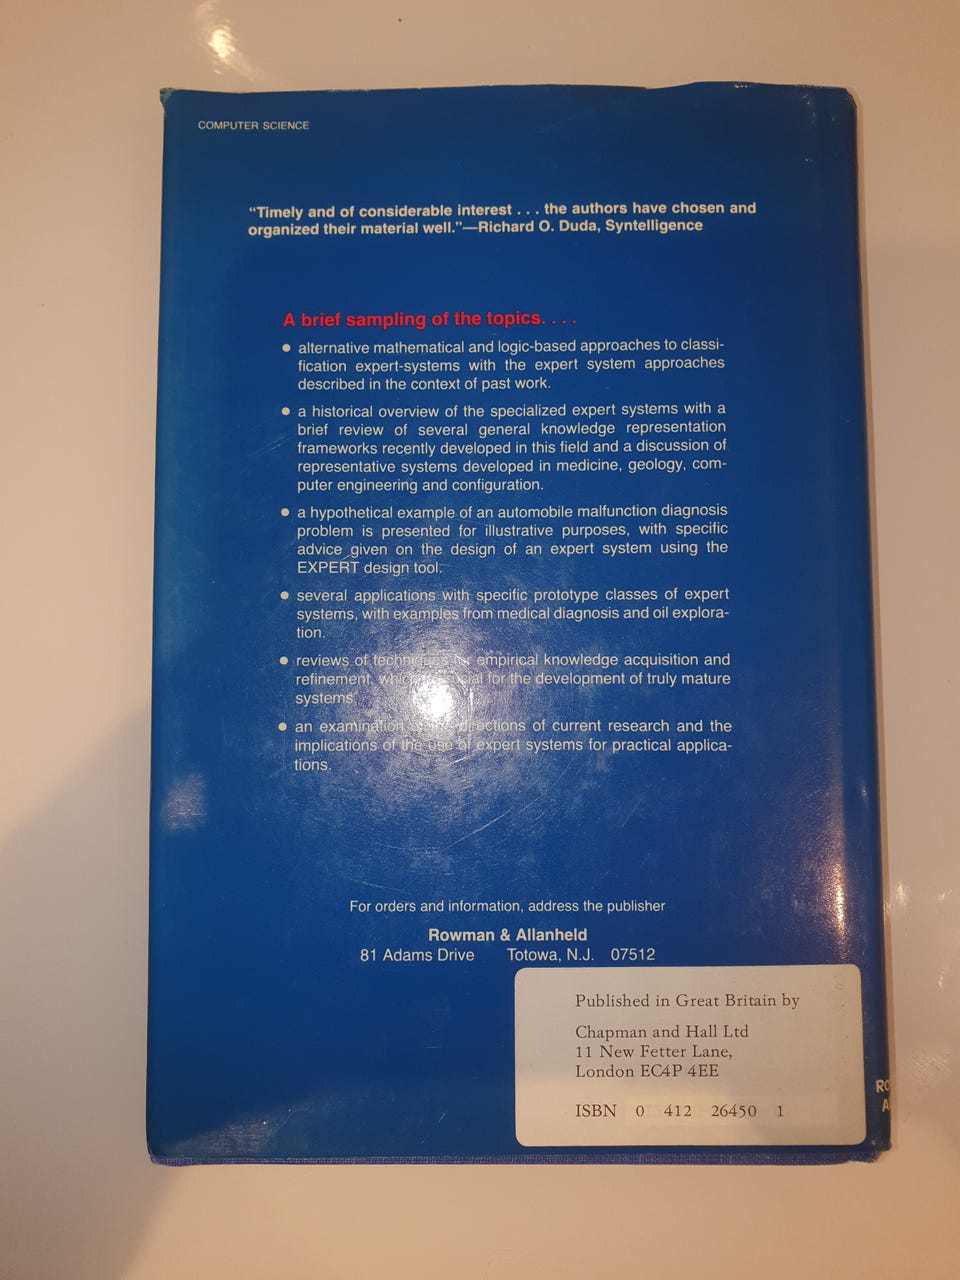 COMPUTER SCIENCE
“Timely and of considerable interest . . . the authors have chosen and
organized their material well.”—Richard O. Duda, Syntelligence
A brief sampling of the topics. . . .
● alternative mathematical and logic-based approaches to classi-
fication expert-systems with the expert system approaches
described in the context of past work.
● a historical overview of the specialized expert systems with a
brief review of several general knowledge representation
frameworks recently developed in this field and a discussion of
representative systems developed in medicine, geology, com-
puter engineering and configuration.
● a hypothetical example of an automobile malfunction diagnosis
problem is presented for illustrative purposes, with specific
advice given on the design of an expert system using the
EXPERT design tool.
● several applications with specific prototype classes of expert
systems, with examples from medical diagnosis and oil explora-
tion.
● reviews of techniques for empirical knowledge acquisition and
refinement, for the development of truly mature
systems
● an examination directions of current research and the
implications of the use of expert systems for practical applica-
tions.
For orders and information, address the publisher
Rowman & Allanheld
81 Adams Drive Totowa, N.J. 07512
Published in Great Britain by
Chapman and Hall Ltd
11 New Fetter Lane,
London EC4P 4EE
ISBN 0 412 26450 1